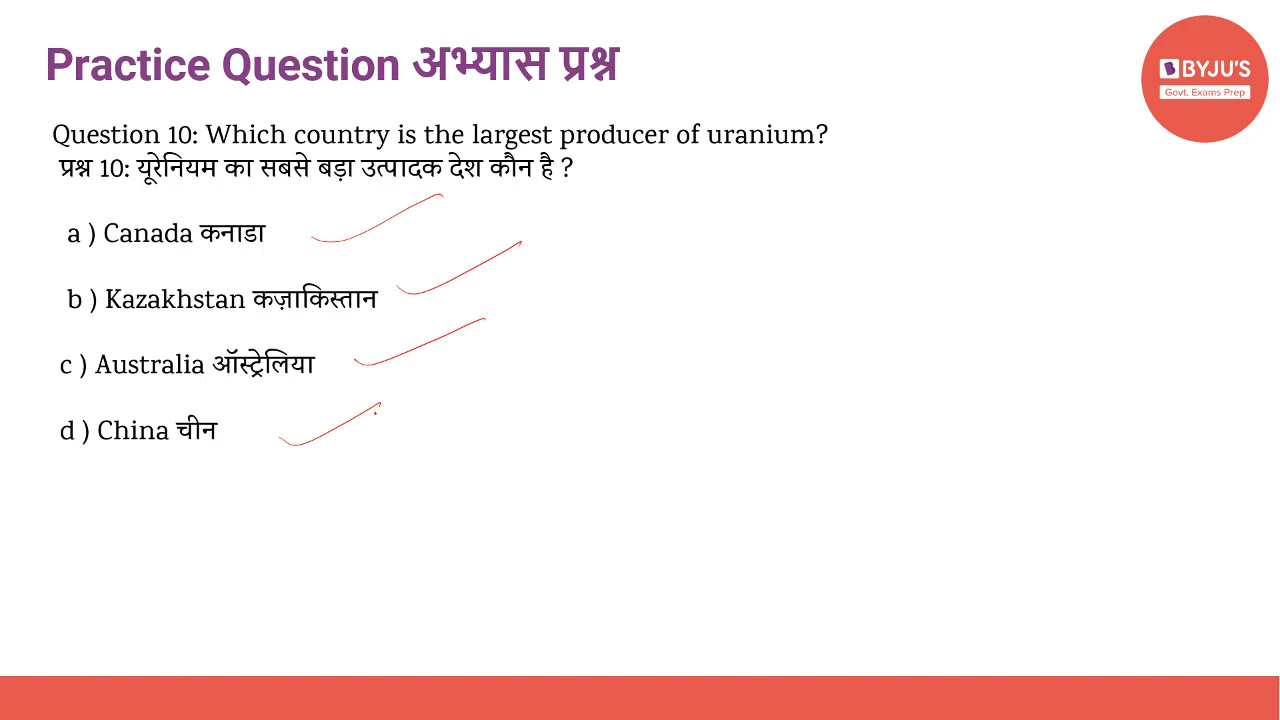 Practice Question अभ्यास प्रश्न
BYJU'S
Govt. Exams Prep
Question 10: Which country is the largest producer of uranium?
प्रश्न 10: यूरेनियम का सबसे बड़ा उत्पादक देश कौन है ?
a ) Canada कनाडा
b ) Kazakhstan कज़ाकिस्तान
c ) Australia ऑस्ट्रेलिया
d ) China चीन